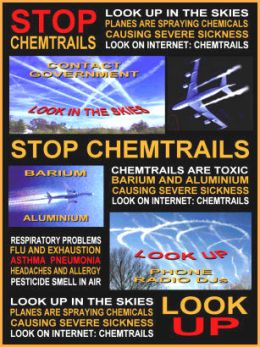 STOP
CHEMTRAILS
LOOK UP IN THE SKIES
PLANES ARE SPRAYING CHEMICALS
CAUSING SEVERE SICKNESS
LOOK ON INTERNET: CHEMTRAILS
CONTACT
GOVERNMENT
LOOK IN THE SKIES
STOP CHEMTRAILS
BARIUM
ALUMINIUM
CHEMTRAILS ARE TOXIC
BARIUM AND ALUMINIUM
CAUSING SEVERE SICKNESS
LOOK ON INTERNET: CHEMTRAILS
RESPIRATORY PROBLEMS
FLU AND EXHAUSTION
ASTHMA PNEUMONIA
HEADACHES AND ALLERGY
PESTICIDE SMELL IN AIR
LOOK UP
PHONE
RADIO DJs
LOOK UP IN THE SKIES
PLANES ARE SPRAYING CHEMICALS
CAUSING SEVERE SICKNESS
LOOK ON INTERNET: CHEMTRAILS
LOOK
UP